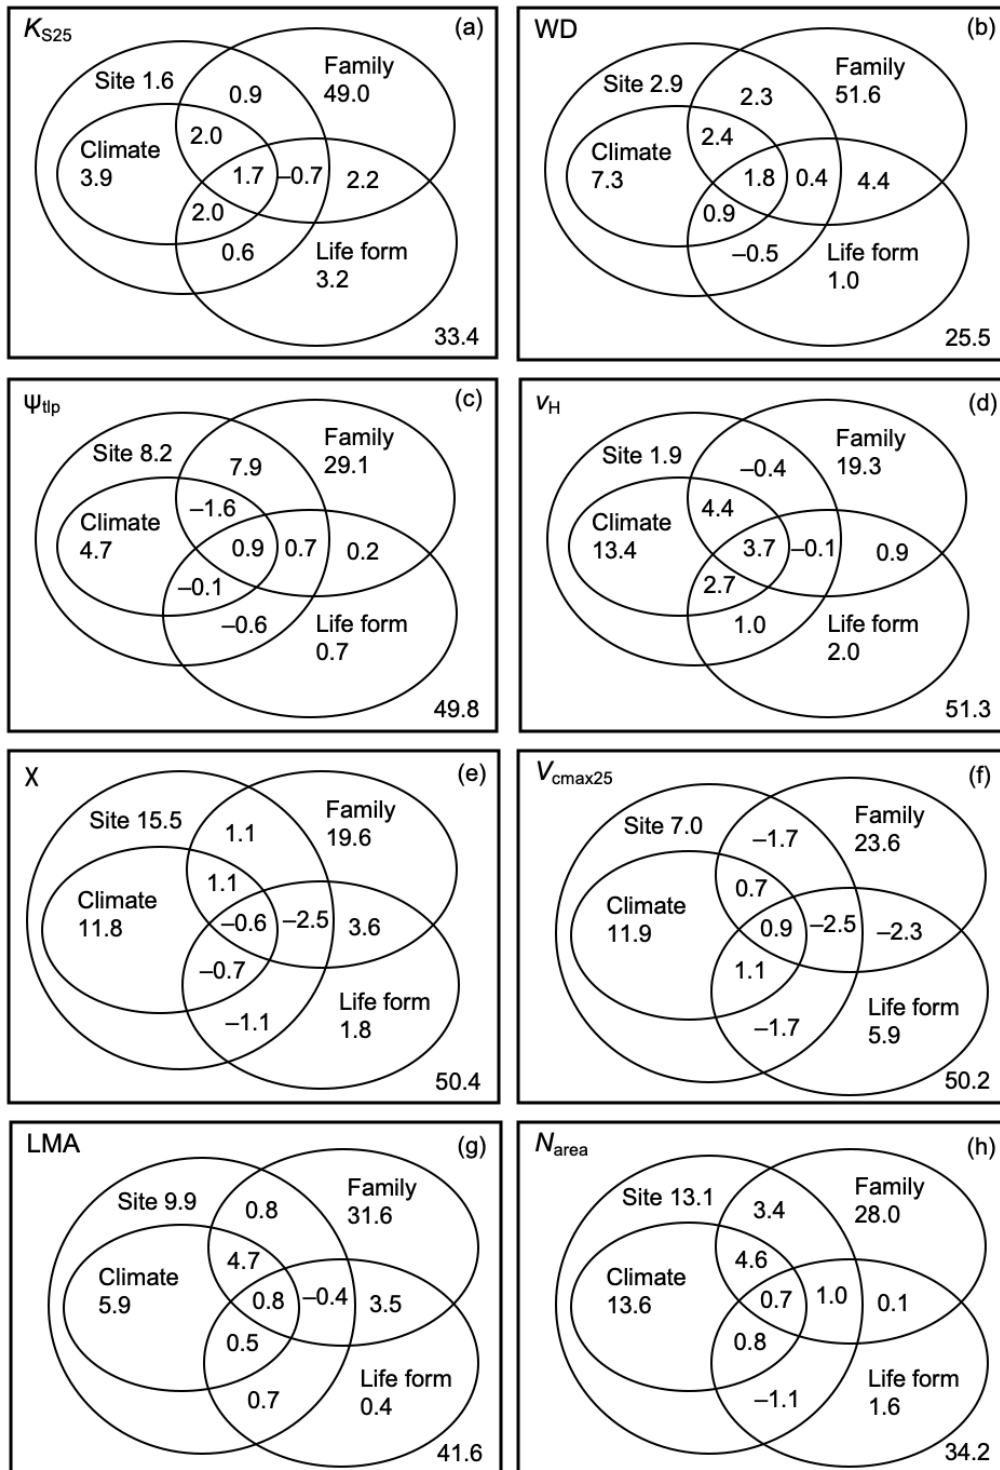 K_S25 (a)
Site 1.6
Family
49.0
0.9
2.0
Climate
3.9
1.7
–0.7
2.2
2.0
0.6
Life form
3.2
33.4
WD (b)
Site 2.9
Family
51.6
2.3
2.4
Climate
7.3
1.8
0.4
4.4
0.9
–0.5
Life form
1.0
25.5
Ψtlp (c)
Site 8.2
Family
29.1
7.9
–1.6
Climate
4.7
0.9
0.7
0.2
–0.1
–0.6
Life form
0.7
49.8
vH (d)
Site 1.9
Family
19.3
–0.4
4.4
Climate
13.4
3.7
–0.1
0.9
2.7
1.0
Life form
2.0
51.3
χ (e)
Site 15.5
Family
19.6
1.1
1.1
Climate
11.8
–0.6
–2.5
3.6
–0.7
–1.1
Life form
1.8
50.4
Vcmax25 (f)
Site 7.0
Family
23.6
–1.7
0.7
Climate
11.9
0.9
–2.5
–2.3
1.1
–1.7
Life form
5.9
50.2
LMA (g)
Site 9.9
Family
31.6
0.8
4.7
Climate
5.9
0.8
–0.4
3.5
0.5
0.7
Life form
0.4
41.6
Narea (h)
Site 13.1
Family
28.0
3.4
4.6
Climate
13.6
0.7
1.0
0.1
0.8
–1.1
Life form
1.6
34.2